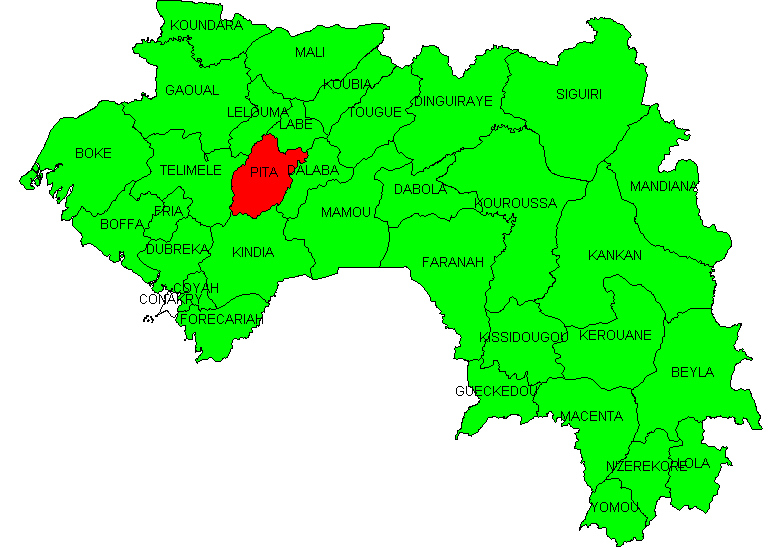 KOUNDARA
MALI
GAOUAL
KOUBIA
SIGUIRI
DINGUIRAYE
LELOUMA
TOUGUE
LABE
BOKE
TELIMELE
PITA
DALABA
MANDIANA
DABOLA
KOUROUSSA
FRIA
MAMOU
BOFFA
DUBREKA
KINDIA
KANKAN
FARANAH
COYAH
CONAKRY
FORECARIAH
KISSIDOUGOU
KEROUANE
BEYLA
GUECKEDOU
MACENTA
NZEREKORE
LOLA
YOMOU